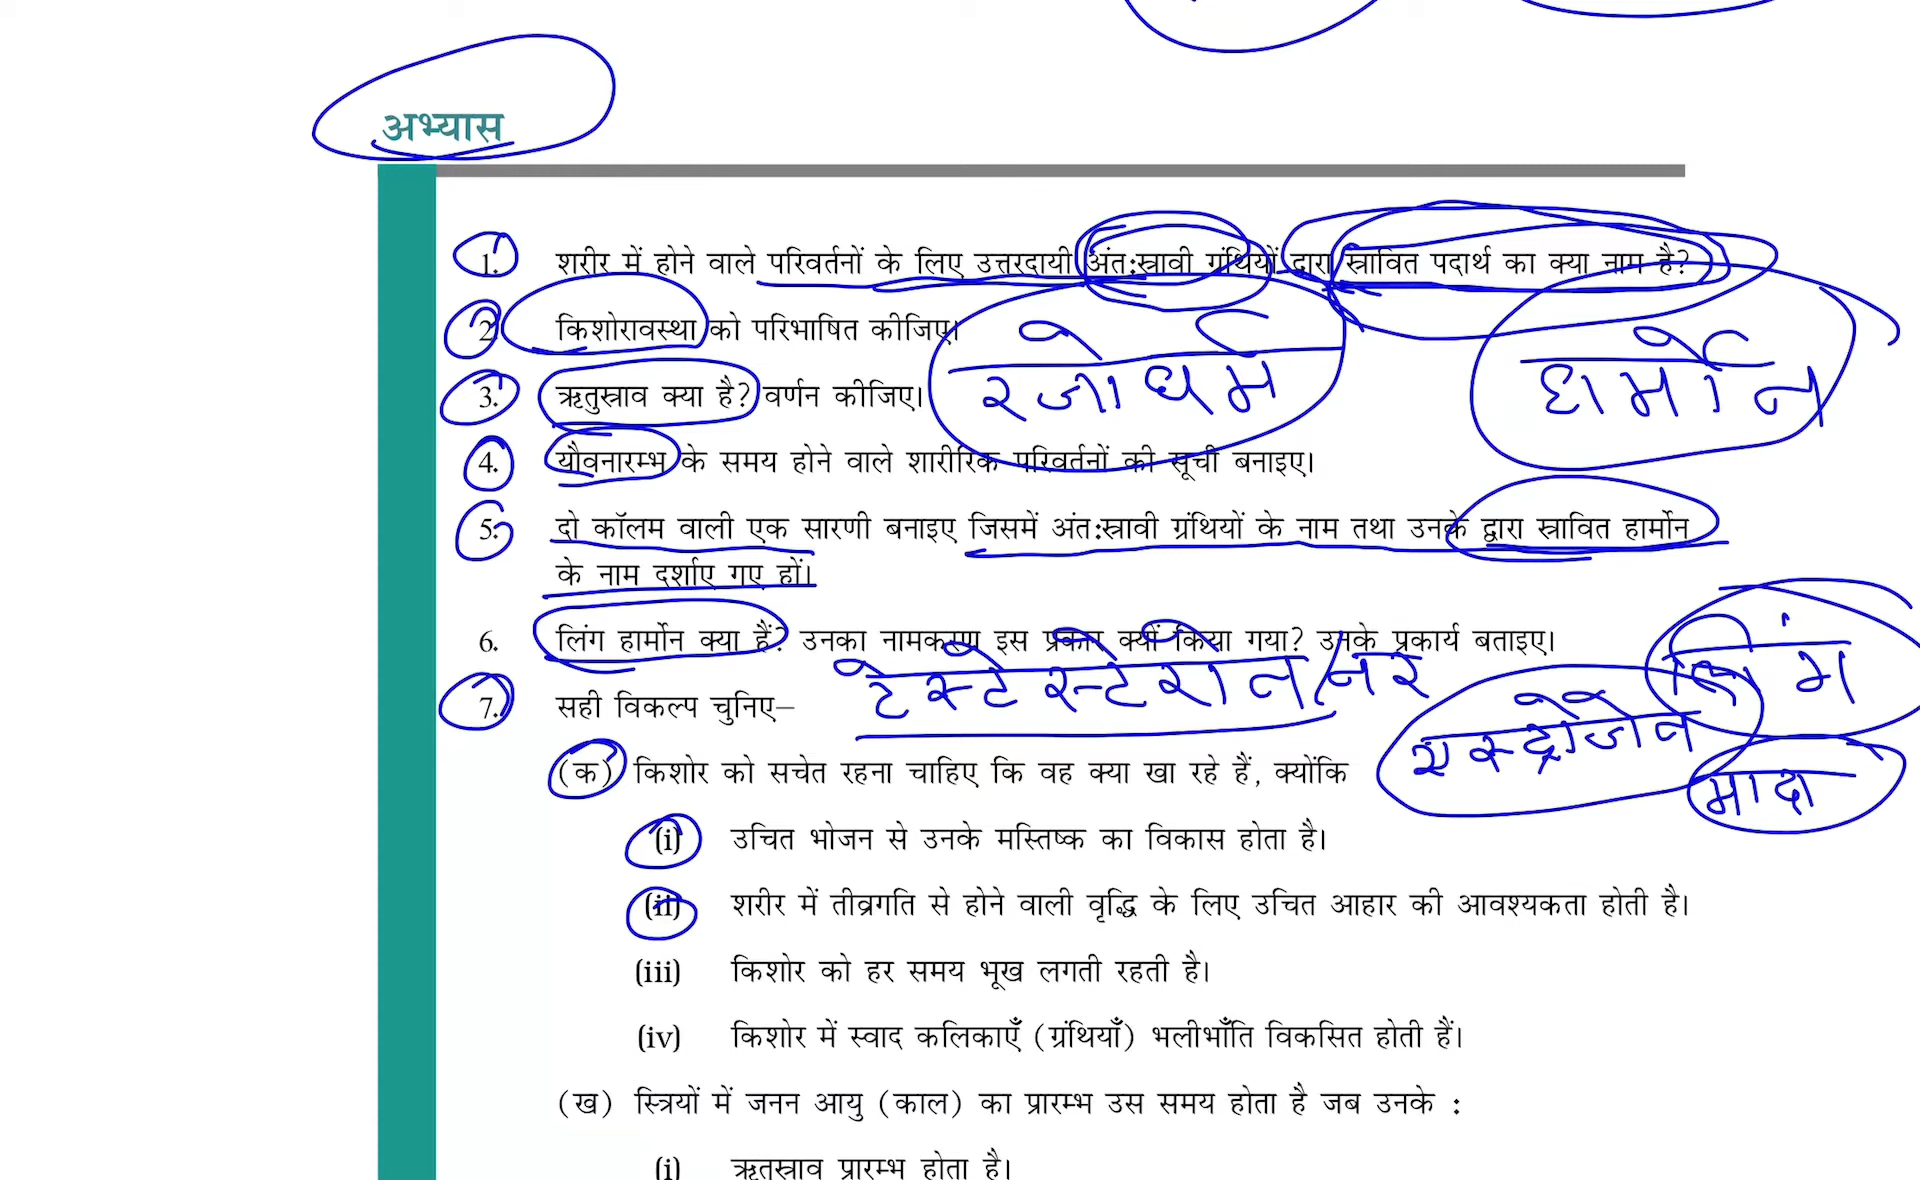 अभ्यास
1. शरीर में होने वाले परिवर्तनों के लिए उत्तरदायी अंतःस्रावी ग्रंथियों द्वारा स्रावित पदार्थ का क्या नाम है?
2. किशोरावस्था को परिभाषित कीजिए।
3. ऋतुस्राव क्या है? वर्णन कीजिए।
रजोधर्म
4. यौवनारम्भ के समय होने वाले शारीरिक परिवर्तनों की सूची बनाइए।
5. दो कॉलम वाली एक सारणी बनाइए जिसमें अंतःस्रावी ग्रंथियों के नाम तथा उनके द्वारा स्रावित हार्मोन
के नाम दर्शाए गए हों।
6. लिंग हार्मोन क्या हैं? उनका नामकरण इस प्रकार क्यों किया गया? उनके प्रकार्य बताइए।
7. सही विकल्प चुनिए–
मादा
(क) किशोर को सचेत रहना चाहिए कि वह क्या खा रहे हैं, क्योंकि
(i) उचित भोजन से उनके मस्तिष्क का विकास होता है।
(ii) शरीर में तीव्रगति से होने वाली वृद्धि के लिए उचित आहार की आवश्यकता होती है।
(iii) किशोर को हर समय भूख लगती रहती है।
(iv) किशोर में स्वाद कलिकाएँ (ग्रंथियाँ) भलीभाँति विकसित होती हैं।
(ख) स्त्रियों में जनन आयु (काल) का प्रारम्भ उस समय होता है जब उनके :
(i) ऋतुस्राव प्रारम्भ होता है।